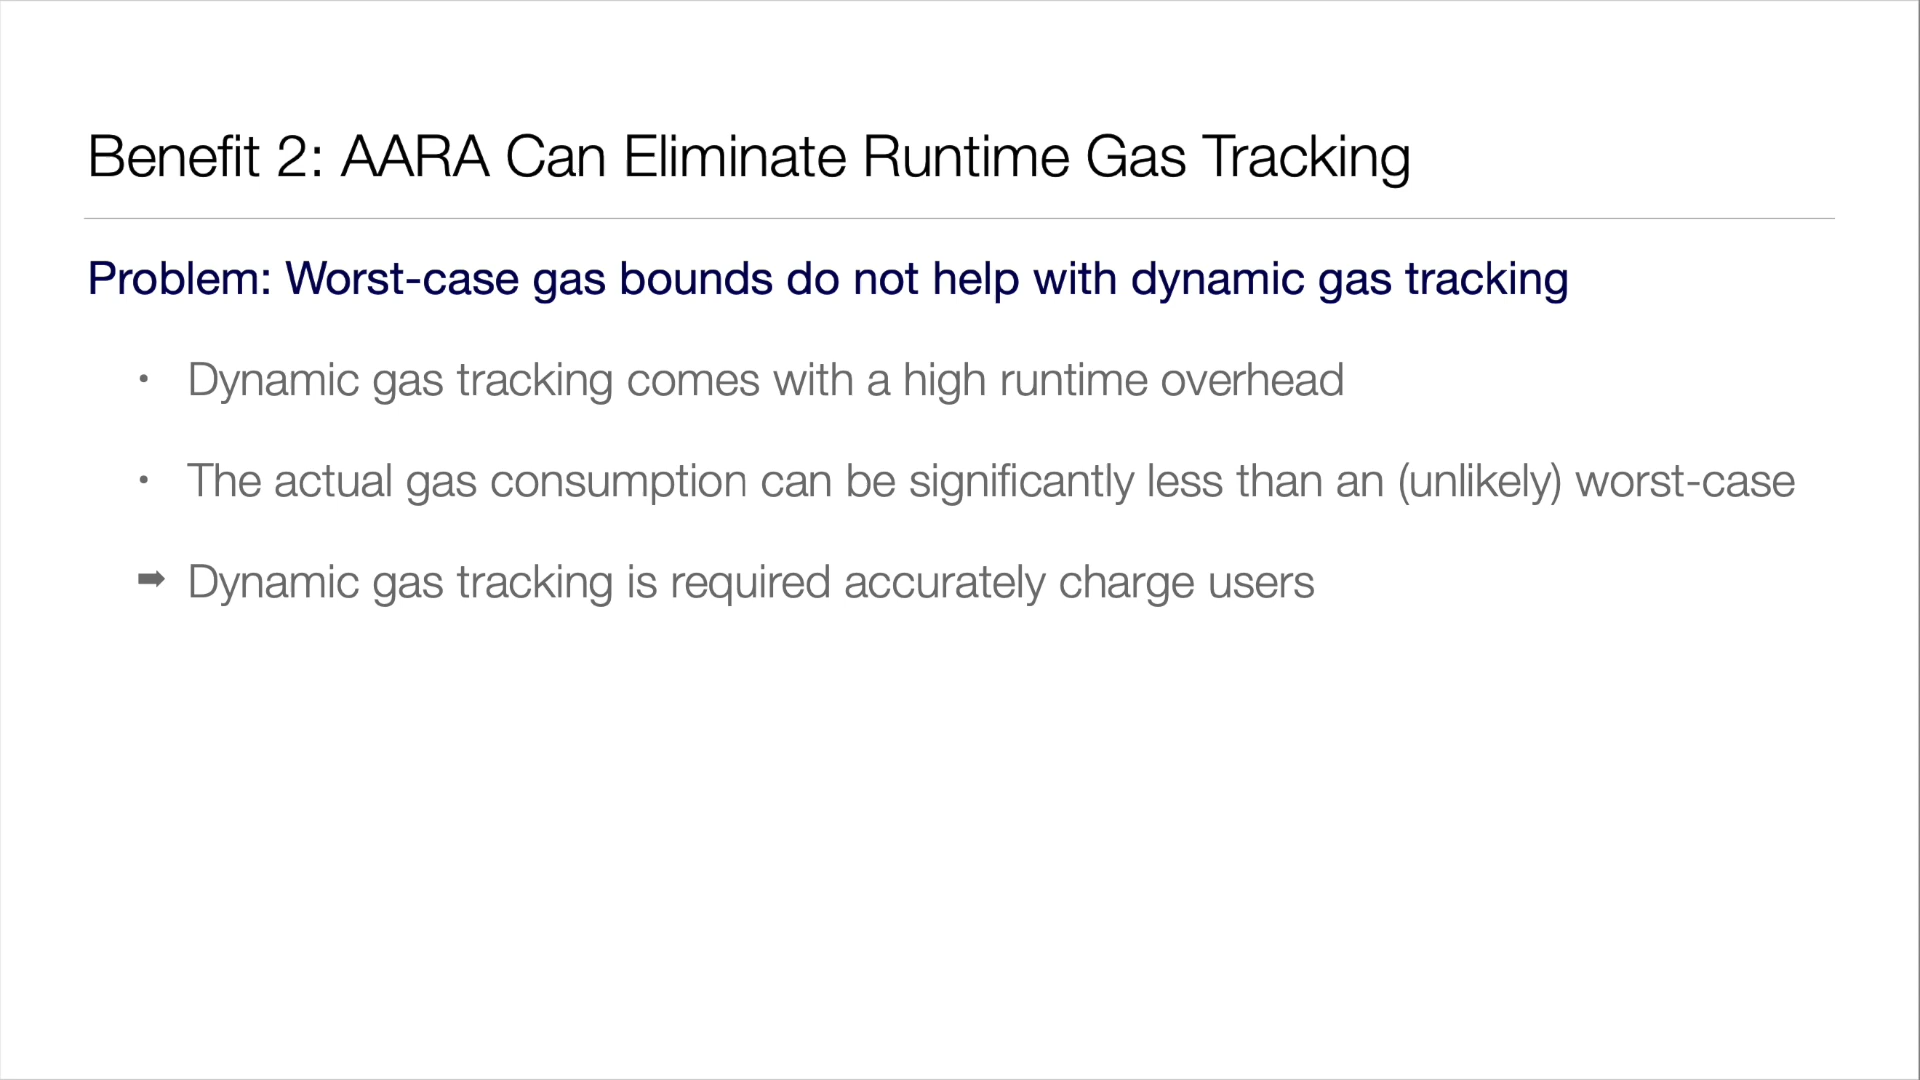 Benefit 2: AARA Can Eliminate Runtime Gas Tracking
Problem: Worst-case gas bounds do not help with dynamic gas tracking
• Dynamic gas tracking comes with a high runtime overhead
• The actual gas consumption can be significantly less than an (unlikely) worst-case
➡ Dynamic gas tracking is required accurately charge users